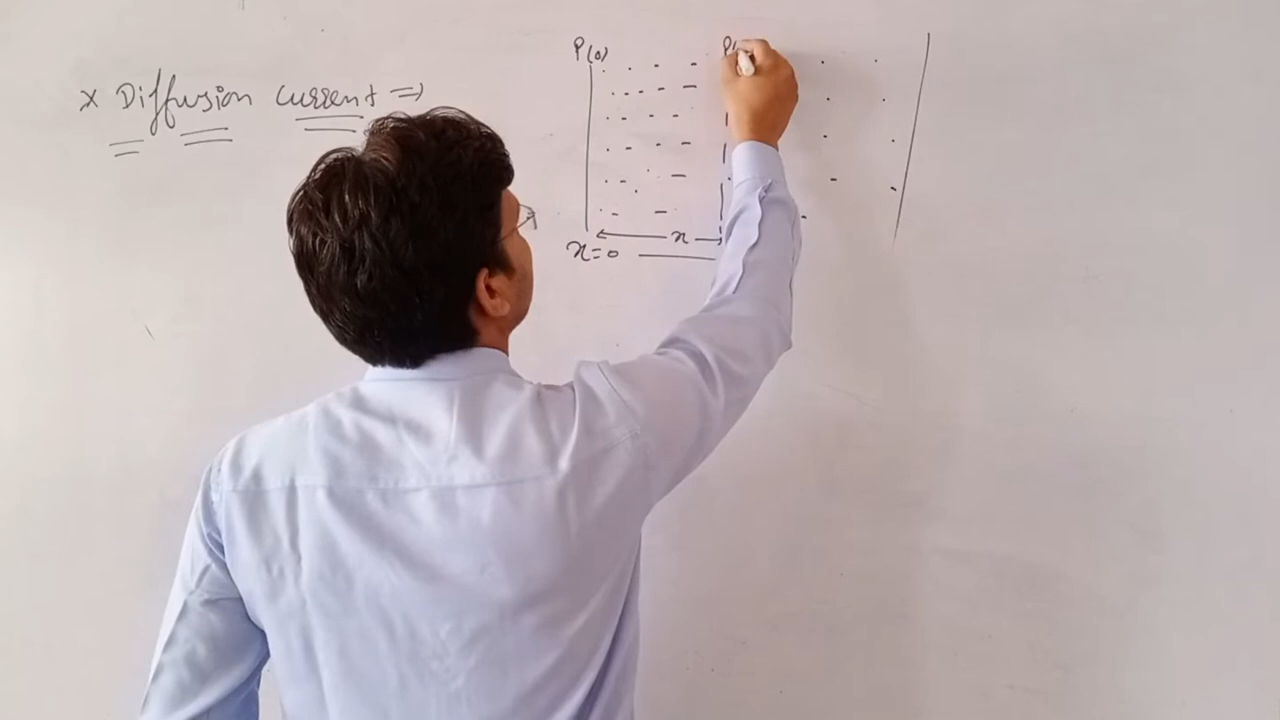 x Diffusion current ⇒
P(0) P(
x
x=0